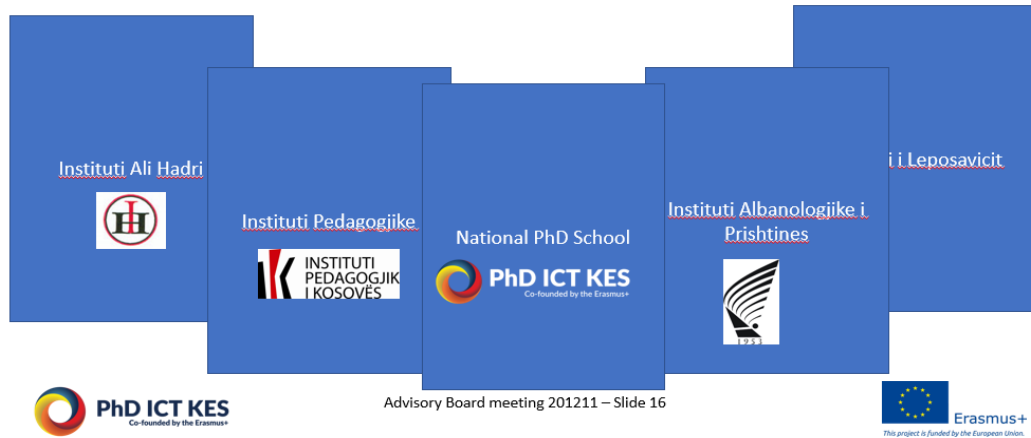 Instituti Ali Hadri
IH
Instituti Pedagogjike
INSTITUTI
PEDAGOGJIK
I KOSOVËS
National PhD School
PhD ICT KES
Co-founded by the Erasmus+
Instituti Albanologjike i
Prishtines
1953
i i Leposavicit
PhD ICT KES
Co-founded by the Erasmus+
Advisory Board meeting 201211 – Slide 16
Erasmus+
This project is funded by the European Union.